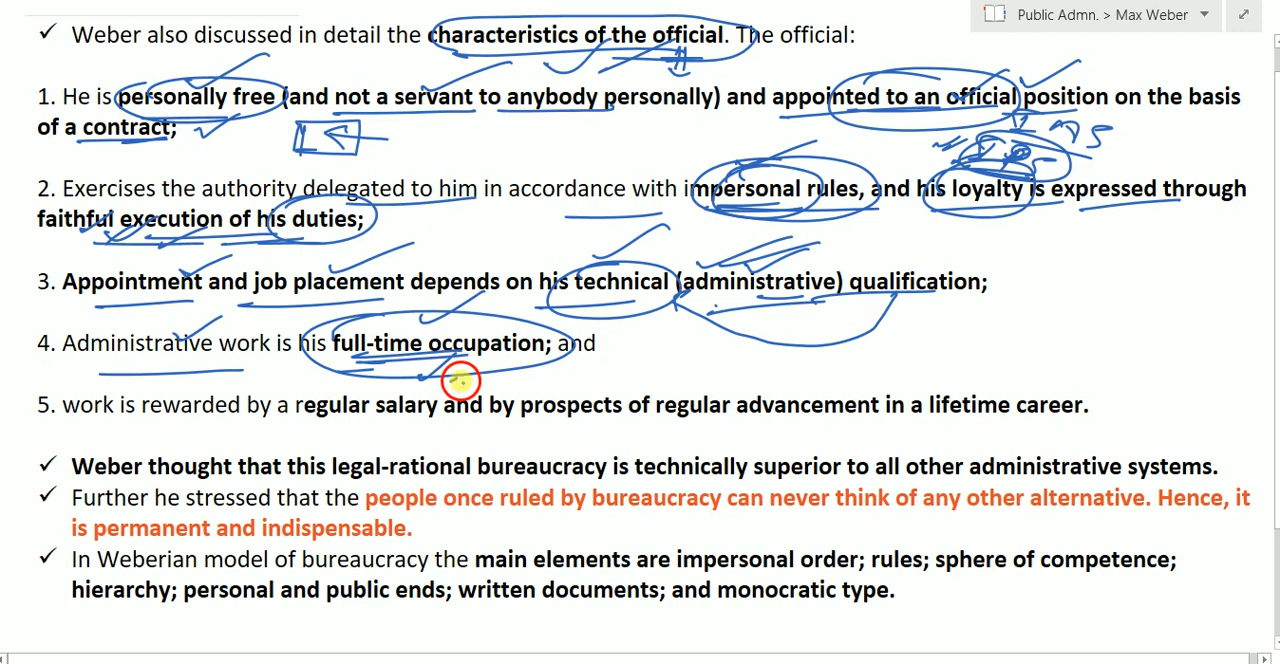 Public Admn. > Max Weber
✓ Weber also discussed in detail the characteristics of the official. The official:
1. He is personally free (and not a servant to anybody personally) and appointed to an official position on the basis
of a contract;
2. Exercises the authority delegated to him in accordance with impersonal rules, and his loyalty is expressed through
faithful execution of his duties;
3. Appointment and job placement depends on his technical (administrative) qualification;
4. Administrative work is his full-time occupation; and
5. work is rewarded by a regular salary and by prospects of regular advancement in a lifetime career.
✓ Weber thought that this legal-rational bureaucracy is technically superior to all other administrative systems.
✓ Further he stressed that the people once ruled by bureaucracy can never think of any other alternative. Hence, it
is permanent and indispensable.
✓ In Weberian model of bureaucracy the main elements are impersonal order; rules; sphere of competence;
hierarchy; personal and public ends; written documents; and monocratic type.